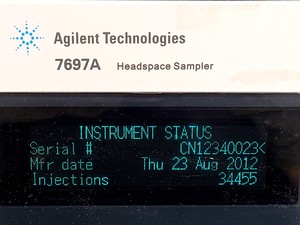 Agilent Technologies
7697A Headspace Sampler
INSTRUMENT STATUS
Serial # CN12340023<
Mfr date Thu 23 Aug 2012
Injections 34455